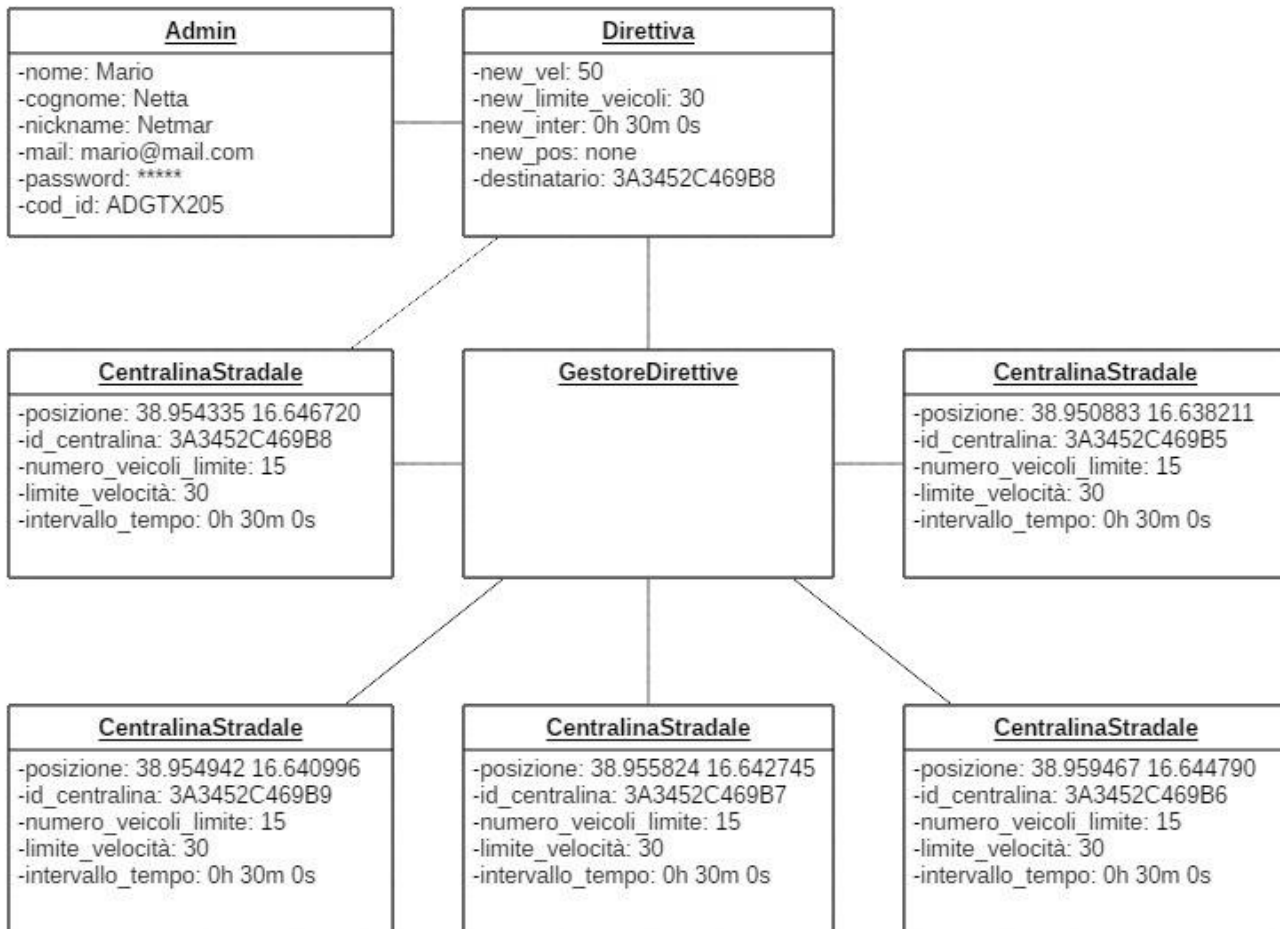 Admin
-nome: Mario
-cognome: Netta
-nickname: Netmar
-mail: mario@mail.com
-password: *****
-cod_id: ADGTX205
Direttiva
-new_vel: 50
-new_limite_veicoli: 30
-new_inter: 0h 30m 0s
-new_pos: none
-destinatario: 3A3452C469B8
CentralinaStradale
-posizione: 38.954335 16.646720
-id_centralina: 3A3452C469B8
-numero_veicoli_limite: 15
-limite_velocità: 30
-intervallo_tempo: 0h 30m 0s
GestoreDirettive
CentralinaStradale
-posizione: 38.950883 16.638211
-id_centralina: 3A3452C469B5
-numero_veicoli_limite: 15
-limite_velocità: 30
-intervallo_tempo: 0h 30m 0s
CentralinaStradale
-posizione: 38.954942 16.640996
-id_centralina: 3A3452C469B9
-numero_veicoli_limite: 15
-limite_velocità: 30
-intervallo_tempo: 0h 30m 0s
CentralinaStradale
-posizione: 38.955824 16.642745
-id_centralina: 3A3452C469B7
-numero_veicoli_limite: 15
-limite_velocità: 30
-intervallo_tempo: 0h 30m 0s
CentralinaStradale
-posizione: 38.959467 16.644790
-id_centralina: 3A3452C469B6
-numero_veicoli_limite: 15
-limite_velocità: 30
-intervallo_tempo: 0h 30m 0s